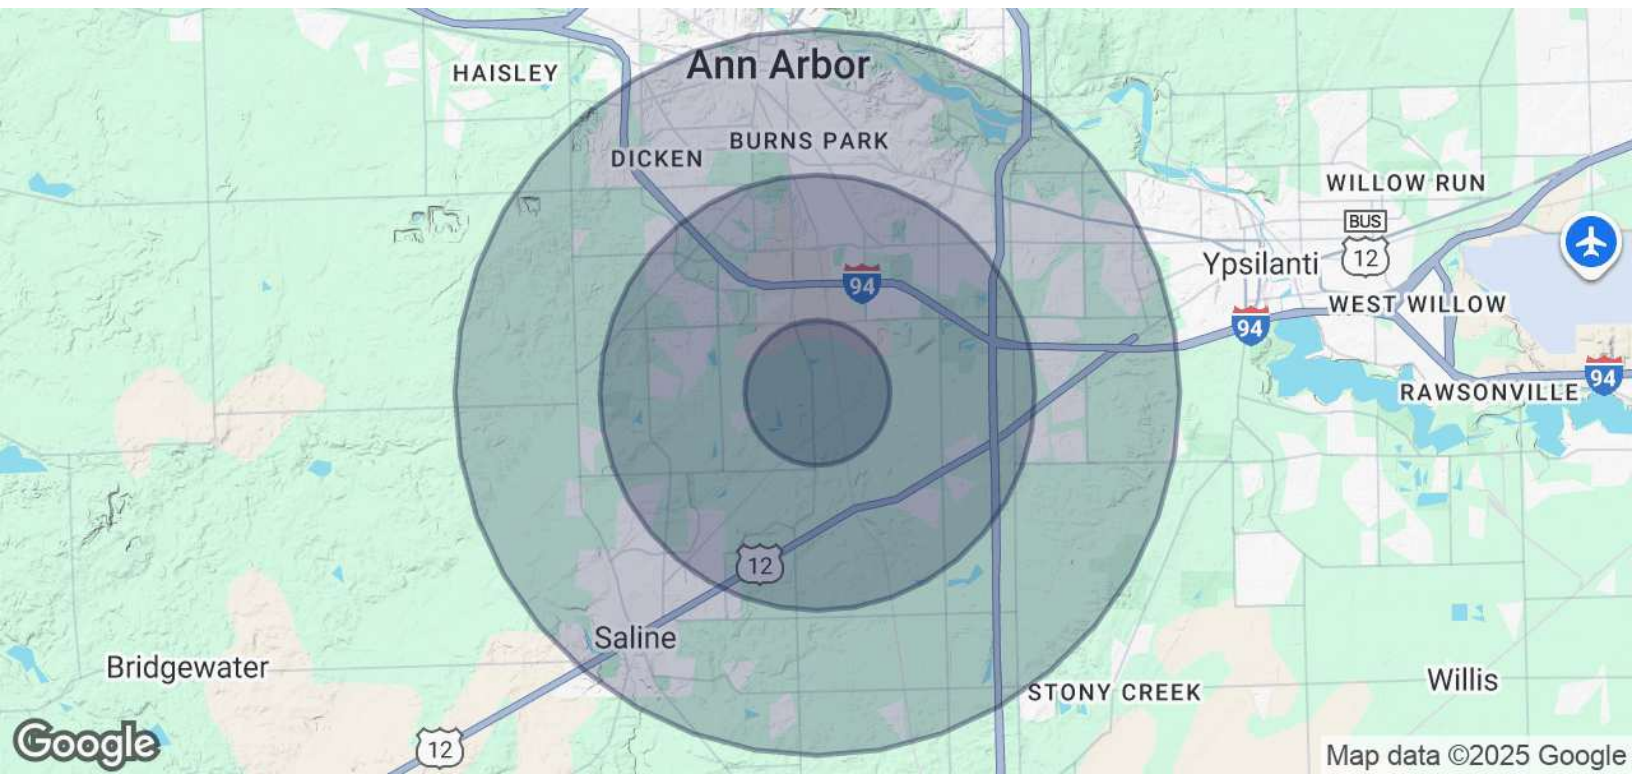 Ann Arbor
HAISLEY
BURNS PARK
DICKEN
WILLOW RUN
BUS
12
Ypsilanti
94
WEST WILLOW
94
94
RAWSONVILLE
12
Saline
Bridgewater
Willis
STONY CREEK
12
Google
Map data ©2025 Google